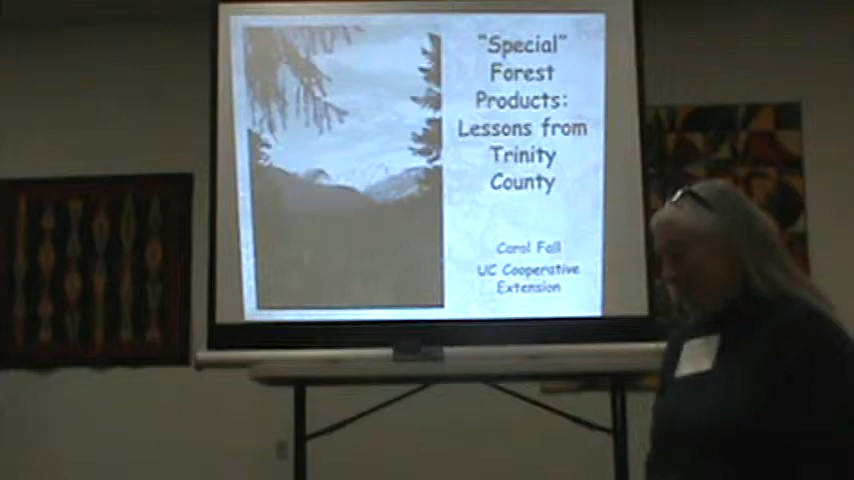 “Special”
Forest
Products:
Lessons from
Trinity
County
Carol Fall
UC Cooperative
Extension